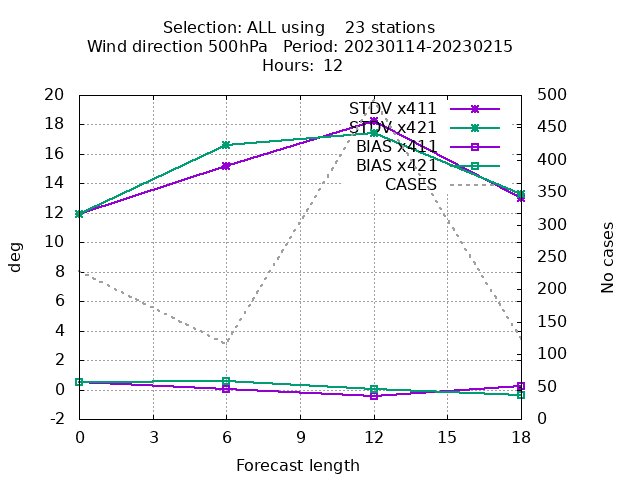 Selection: ALL using    23 stations
Wind direction 500hPa   Period: 20230114-20230215
Hours:  12
20
18
16
14
12
10
8
6
4
2
0
-2
deg
500
450
400
350
300
250
200
150
100
50
0
No cases
STDV x411
STDV x421
BIAS x411
BIAS x421
CASES
0 3 6 9 12 15 18
Forecast length